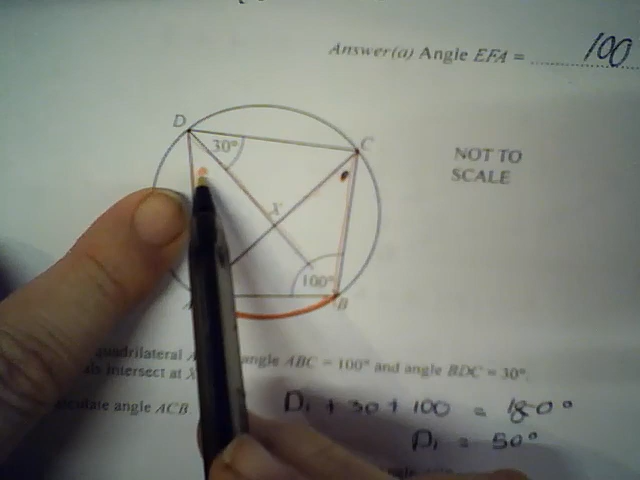 Answer(a) Angle EFA = 100
D
30°
C
NOT TO
SCALE
X
100°
B
quadrilateral angle ABC = 100° and angle BDC = 30°.
intersect at X
angle ACB
D₁ + 30 + 100 = 180°
D₁ = 50°